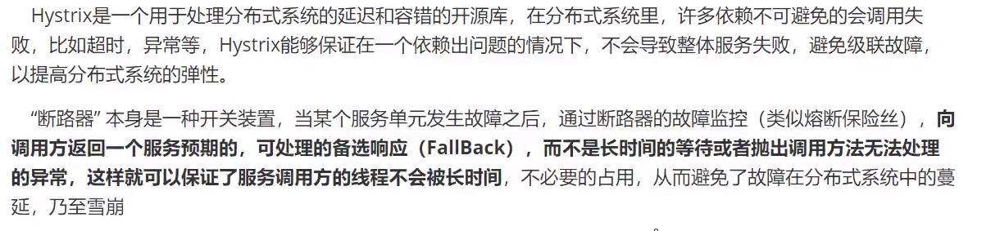 Hystrix是一个用于处理分布式系统的延迟和容错的开源库，在分布式系统里，许多依赖不可避免的会调用失
败，比如超时，异常等，Hystrix能够保证在一个依赖出问题的情况下，不会导致整体服务失败，避免级联故障，
以提高分布式系统的弹性。
“断路器” 本身是一种开关装置，当某个服务单元发生故障之后，通过断路器的故障监控（类似熔断保险丝），向
调用方返回一个服务预期的，可处理的备选响应（FallBack），而不是长时间的等待或者抛出调用方法无法处理
的异常，这样就可以保证了服务调用方的线程不会被长时间，不必要的占用，从而避免了故障在分布式系统中的蔓
延，乃至雪崩